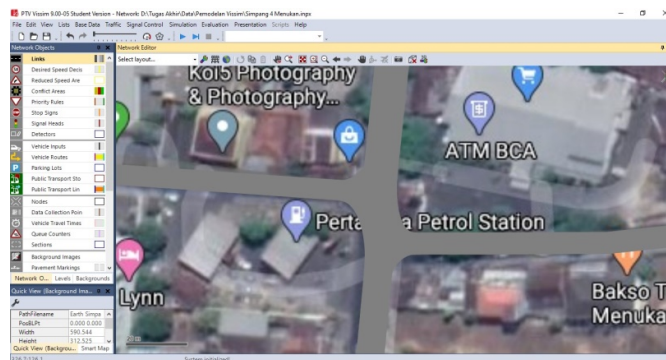 PTV Vissim 9.00-05 Student Version - Network: D:\Tugas Akhir\Data\Pemodelan Vissim\Simpang 4 Menukan.inpx
File Edit View Lists Base Data Traffic Signal Control Simulation Evaluation Presentation Scripts Help
Network Objects
Network Editor
Links
Select layout...
Desired Speed Decis
Reduced Speed Are
Conflict Areas
Priority Rules
Stop Signs
Signal Heads
Detectors
Vehicle Inputs
Vehicle Routes
Parking Lots
Public Transport Sto
Public Transport Lin
Nodes
Data Collection Poin
Vehicle Travel Times
Queue Counters
Sections
Background Images
Pavement Markings
Network O... Levels Backgrounds
Quick View (Background Ima...
PathFilename Earth Simpa
PosBLPt 0.000 0.000
Width 590.544
Height 312.525
Quick View (Backgrou... Smart Map
System initialized
Koi5 Photography
& Photography...
ATM BCA
Perta a Petrol Station
Lynn
Bakso T
Menuka